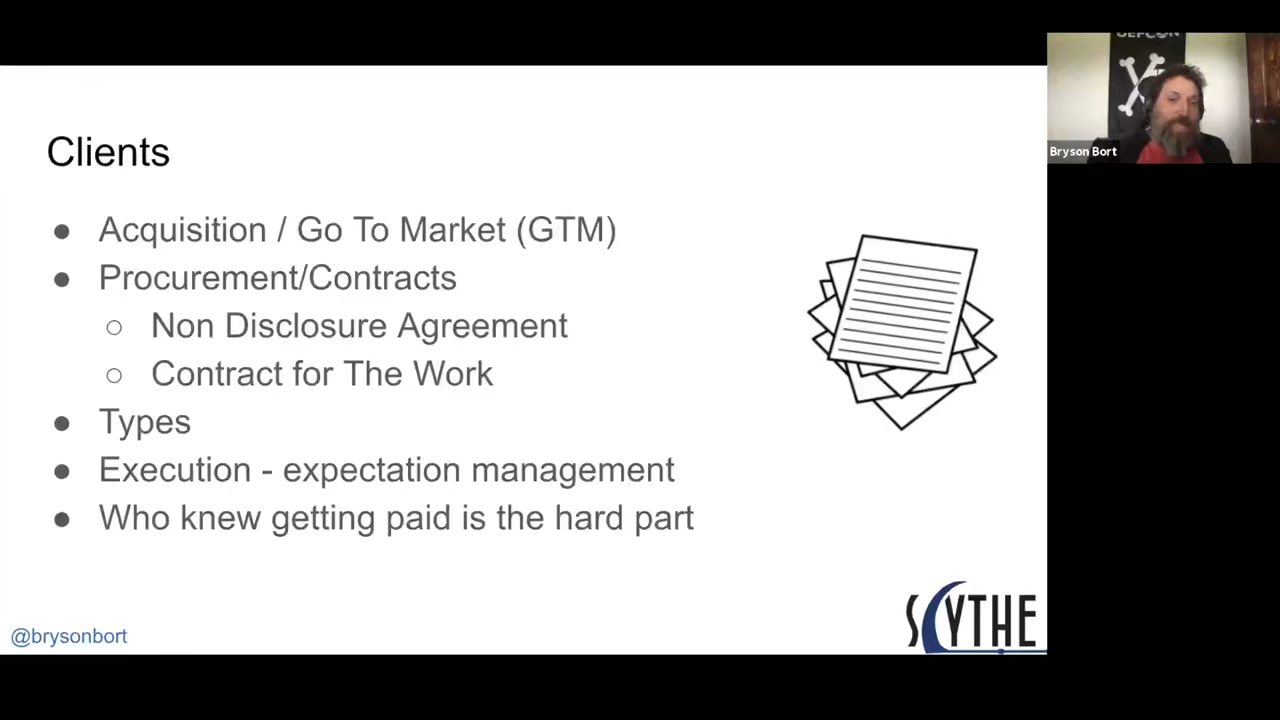 Clients
● Acquisition / Go To Market (GTM)
● Procurement/Contracts
○ Non Disclosure Agreement
○ Contract for The Work
● Types
● Execution - expectation management
● Who knew getting paid is the hard part
@brysonbort
SCYTHE
DEFCON
Bryson Bort